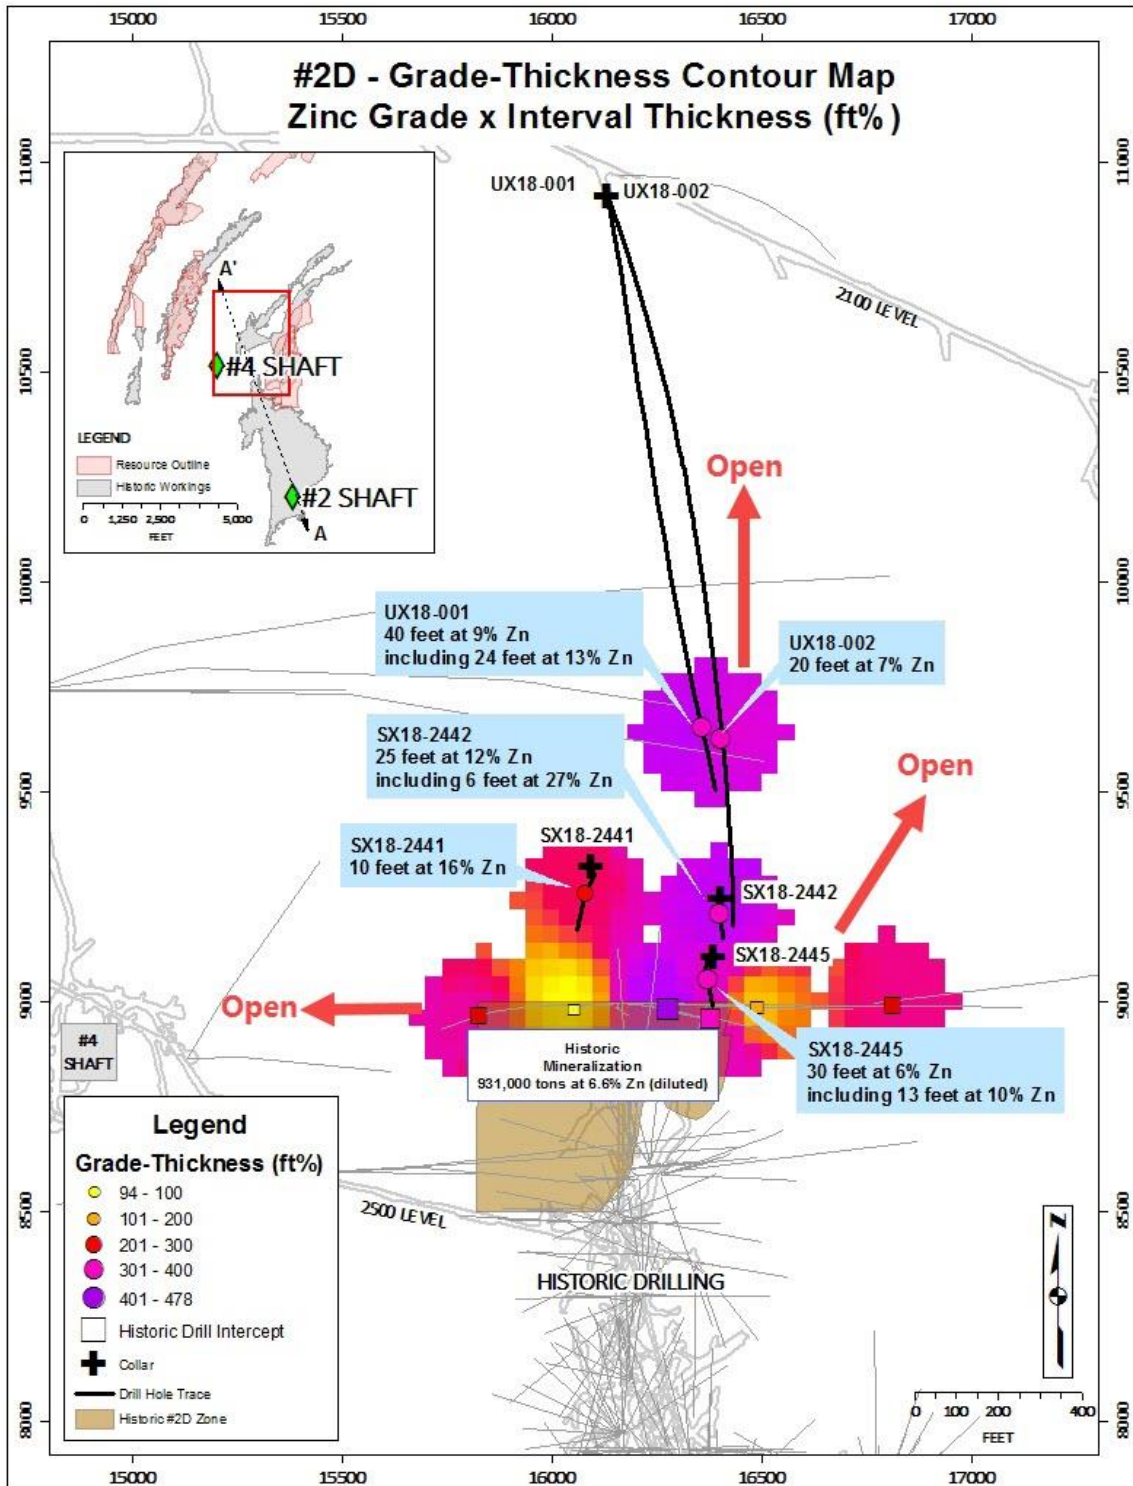 15000 15500 16000 16500 17000
#2D - Grade-Thickness Contour Map
Zinc Grade x Interval Thickness (ft%)
11000 11000
UX18-001 UX18-002
2100 LEVEL
A'
#4 SHAFT
#2 SHAFT
A
LEGEND
Resource Outline
Historic Workings
0 1,250 2,500 5,000
FEET
10500 10500
Open
10000 10000
UX18-001
40 feet at 9% Zn
including 24 feet at 13% Zn
UX18-002
20 feet at 7% Zn
SX18-2442
25 feet at 12% Zn
including 6 feet at 27% Zn
Open
9500 9500
SX18-2441
SX18-2441
10 feet at 16% Zn
SX18-2442
SX18-2445
9000 9000
Open
#4
SHAFT
Historic
Mineralization
931,000 tons at 6.6% Zn (diluted)
SX18-2445
30 feet at 6% Zn
including 13 feet at 10% Zn
8500 8500
2500 LEVEL
HISTORIC DRILLING
Legend
Grade-Thickness (ft%)
94 - 100
101 - 200
201 - 300
301 - 400
401 - 478
Historic Drill Intercept
Collar
Drill Hole Trace
Historic #2D Zone
N
0 100 200 400
FEET
8000 8000
15000 15500 16000 16500 17000